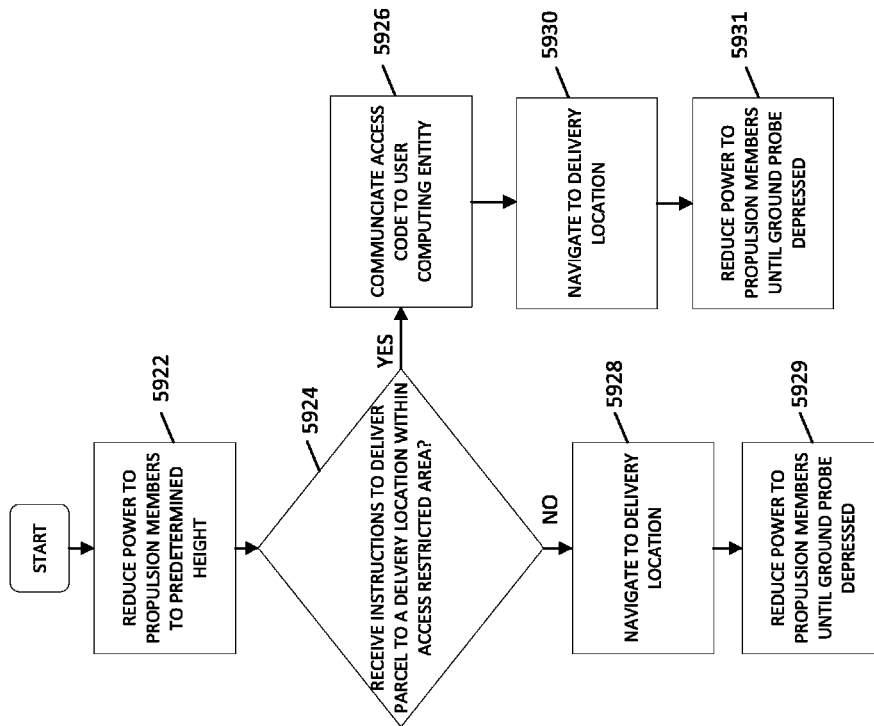 START
REDUCE POWER TO
PROPULSION MEMBERS
TO PREDETERMINED
HEIGHT
5922
RECEIVE INSTRUCTIONS TO DELIVER
PARCEL TO A DELVERY LOCATION WITHIN
ACCESS RESTRICTED AREA?
5924
YES
COMMUNCIATE ACCESS
CODE TO USER
COMPUTING ENTITY
5926
NAVIGATE TO DELIVERY
LOCATION
5930
REDUCE POWER TO
PROPULSION MEMBERS
UNTIL GROUND PROBE
DEPRESSED
5931
NO
NAVIGATE TO DELIVERY
LOCATION
5928
REDUCE POWER TO
PROPULSION MEMBERS
UNTIL GROUND PROBE
DEPRESSED
5929